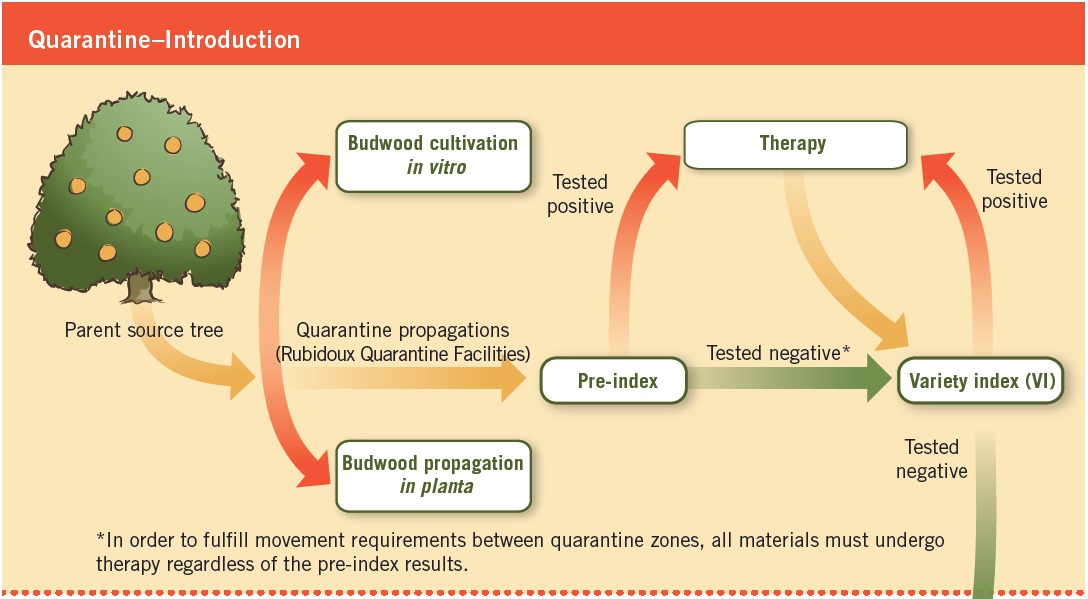 Quarantine–Introduction
Budwood cultivation
in vitro
Therapy
Tested
positive
Tested
positive
Parent source tree
Quarantine propagations
(Rubidoux Quarantine Facilities)
Pre-index
Tested negative*
Variety index (VI)
Budwood propagation
in planta
Tested
negative
*In order to fulfill movement requirements between quarantine zones, all materials must undergo
therapy regardless of the pre-index results.